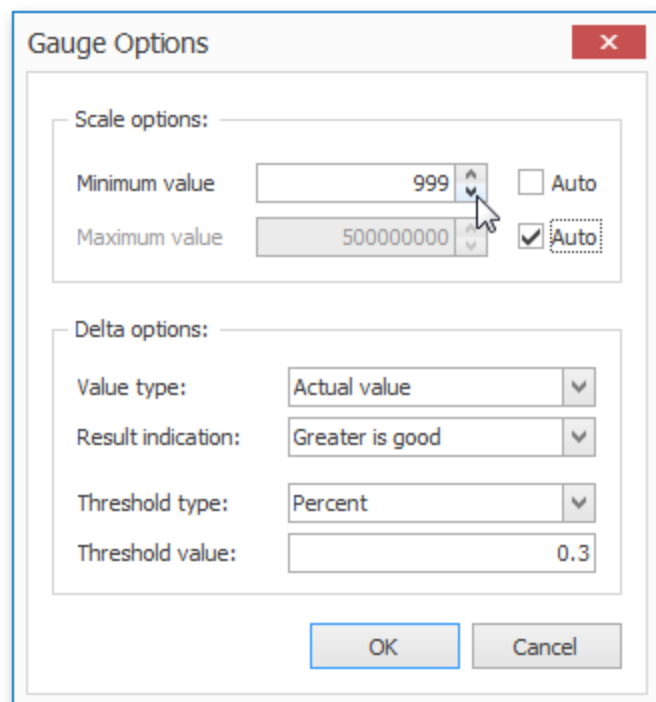 Gauge Options
Scale options:
Minimum value 999 Auto
Maximum value 500000000 Auto
Delta options:
Value type: Actual value
Result indication: Greater is good
Threshold type: Percent
Threshold value: 0.3
OK Cancel